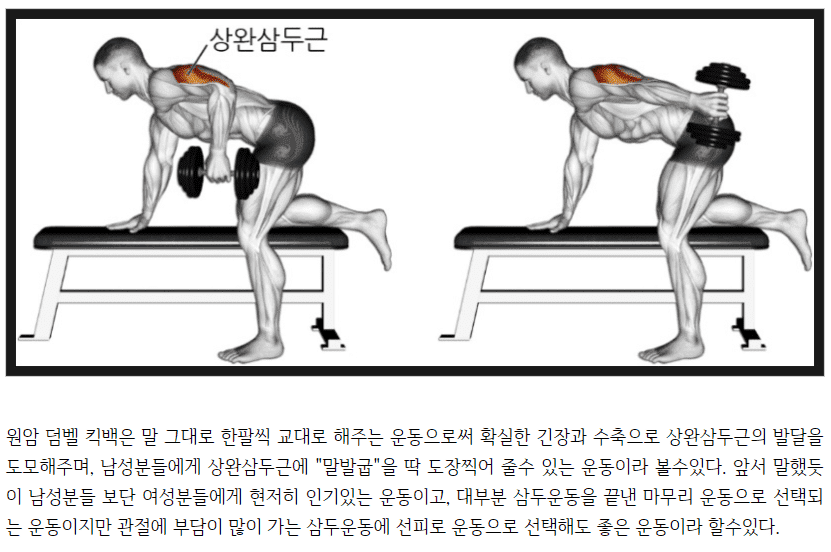 상완삼두근
원암 덤벨 킥백은 말 그대로 한팔씩 교대로 해주는 운동으로써 확실한 긴장과 수축으로 상완삼두근의 발달을
도모해주며, 남성분들에게 상완삼두근에 "말발굽"을 딱 도장찍어 줄수 있는 운동이라 볼수있다. 앞서 말했듯
이 남성분들 보단 여성분들에게 현저히 인기있는 운동이고, 대부분 삼두운동을 끝낸 마무리 운동으로 선택되
는 운동이지만 관절에 부담이 많이 가는 삼두운동에 선피로 운동으로 선택해도 좋은 운동이라 할수있다.